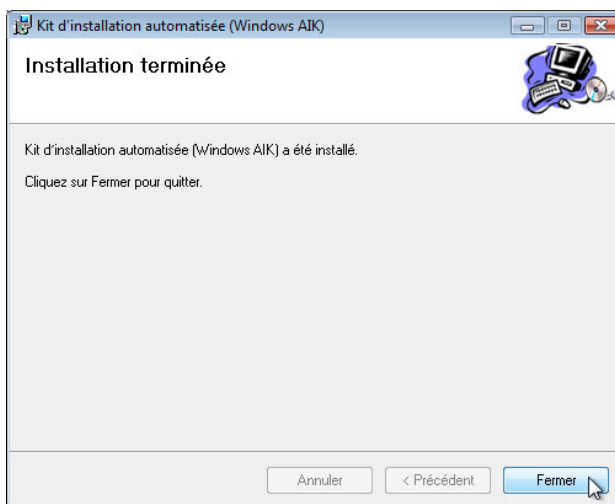 Kit d'installation automatisée (Windows AIK)
Installation terminée
Kit d'installation automatisée (Windows AIK) a été installé.
Cliquez sur Fermer pour quitter.
Annuler
< Précédent
Fermer